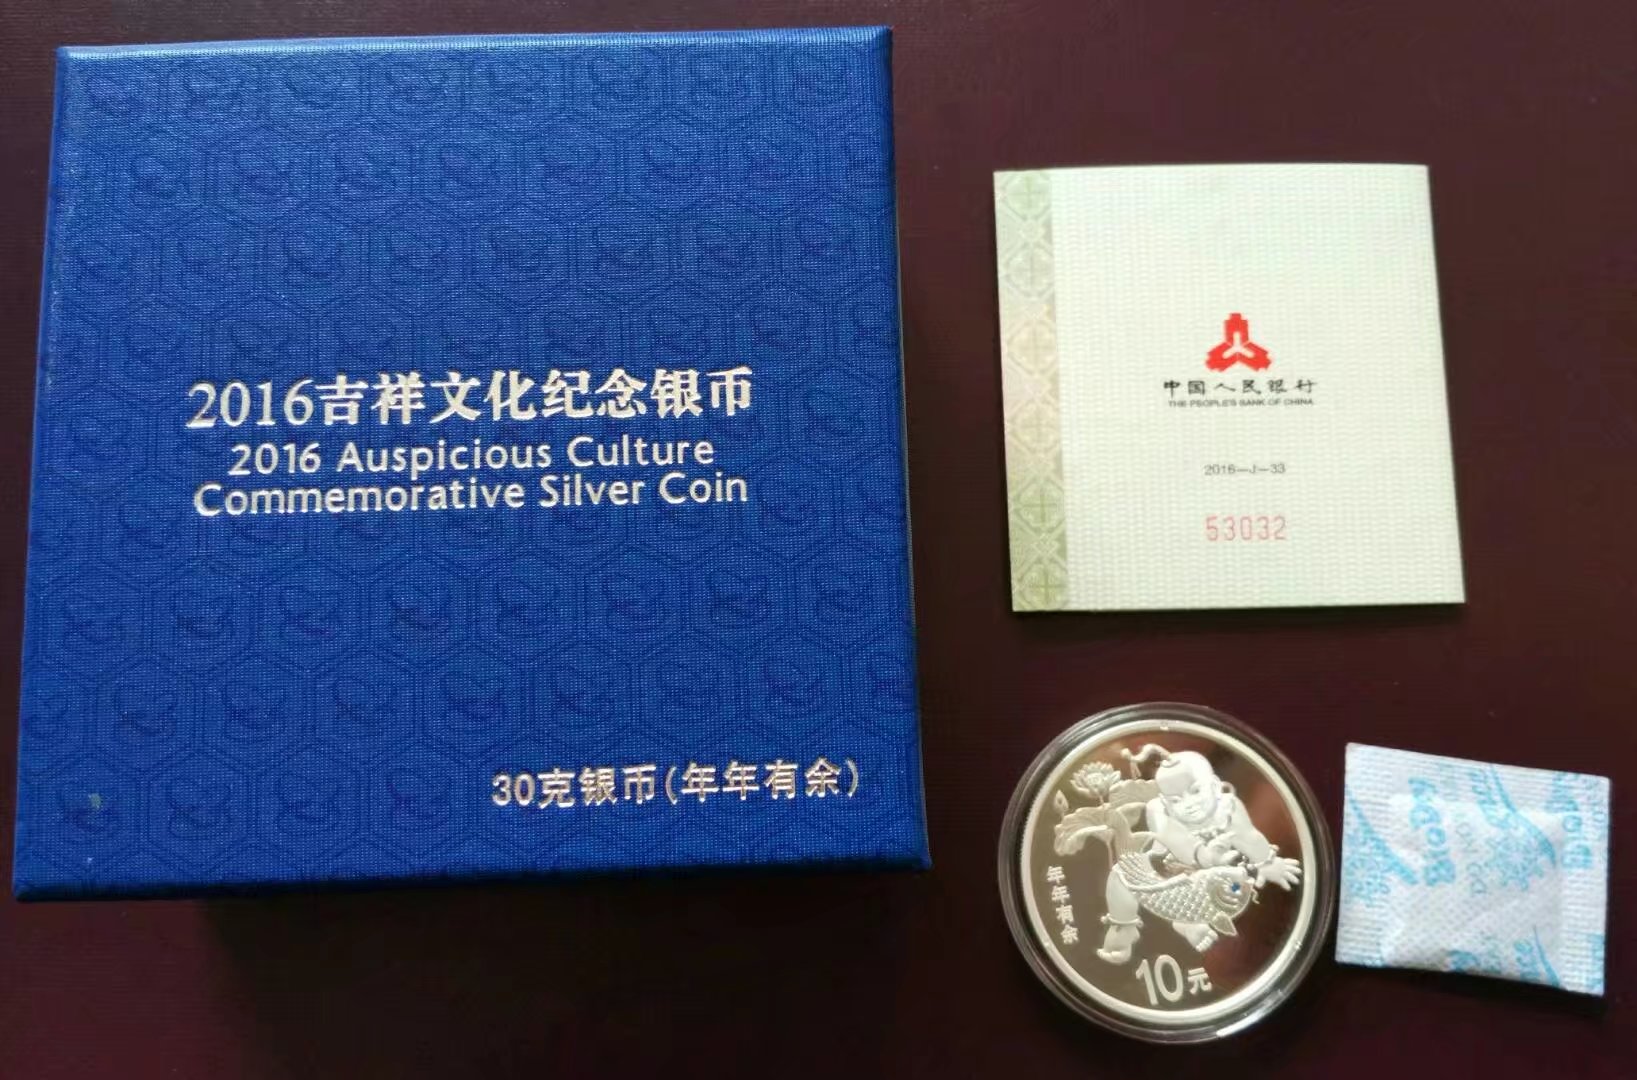 2016吉祥文化纪念银币
2016 Auspicious Culture
Commemorative Silver Coin
30克银币(年年有余)
中国人民银行
THE PEOPLE'S BANK OF CHINA
2016—J—33
53032
年年有余
10元